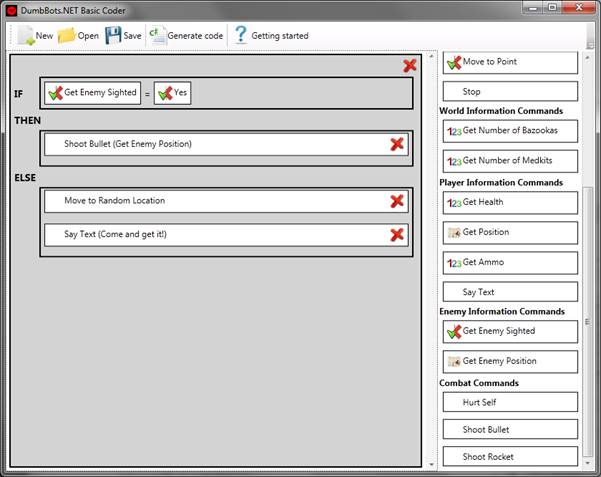 DumbBots.NET Basic Coder
New Open Save Generate code Getting started
IF Get Enemy Sighted = Yes
THEN
Shoot Bullet (Get Enemy Position)
ELSE
Move to Random Location
Say Text (Come and get it!)
Move to Point
Stop
World Information Commands
123 Get Number of Bazookas
123 Get Number of Medkits
Player Information Commands
123 Get Health
Get Position
123 Get Ammo
Say Text
Enemy Information Commands
Get Enemy Sighted
Get Enemy Position
Combat Commands
Hurt Self
Shoot Bullet
Shoot Rocket